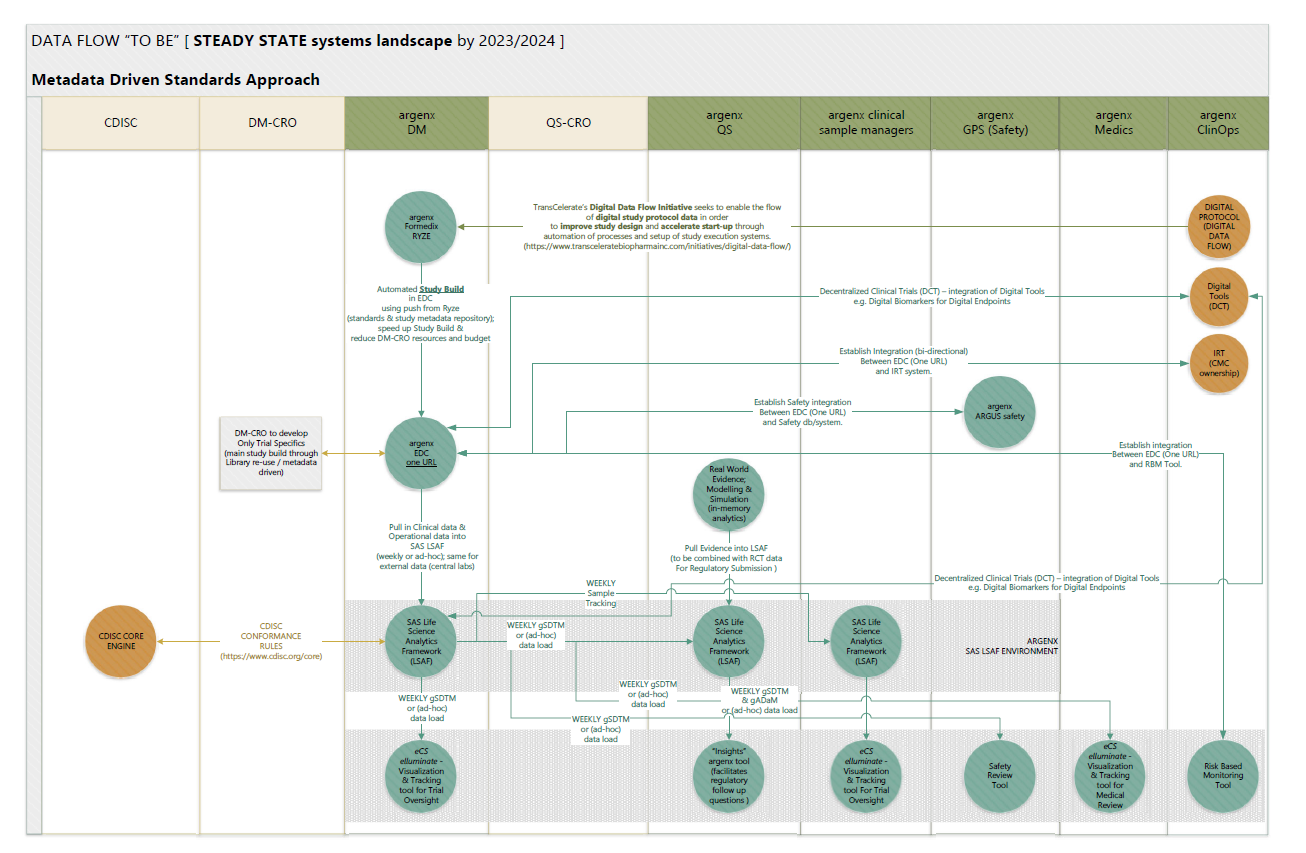 DATA FLOW “TO BE” [ STEADY STATE systems landscape by 2023/2024 ]
Metadata Driven Standards Approach
CDISC
DM-CRO
argenx
DM
QS-CRO
argenx
QS
argenx clinical
sample managers
argenx
GPS (Safety)
argenx
Medics
argenx
ClinOps
argenx
Formedix
RYZE
TransCelerate's Digital Data Flow Initiative seeks to enable the flow
of digital study protocol data in order
to improve study design and accelerate start-up through
automation of processes and setup of study execution systems.
(https://www.transceleratebiopharmainc.com/initiatives/digital-data-flow/)
DIGITAL
PROTOCOL
(DIGITAL
DATA
FLOW)
Automated Study Build
in EDC
using push from Ryze
(standards & study metadata repository);
speed up Study Build &
reduce DM-CRO resources and budget
Decentralized Clinical Trials (DCT) – integration of Digital Tools
e.g. Digital Biomarkers for Digital Endpoints
Digital
Tools
(DCT)
Establish Integration (bi-directional)
Between EDC (One URL)
and IRT system.
IRT
(CMC
ownership)
Establish Safety integration
Between EDC (One URL)
and Safety db/system.
argenx
ARGUS safety
DM-CRO to develop
Only Trial Specifics
(main study build through
Library re-use / metadata
driven)
argenx
EDC
one URL
Establish integration
Between EDC (One URL)
and RBM Tool.
Real World
Evidence;
Modelling &
Simulation
(in-memory
analytics)
Pull in Clinical data &
Operational data into
SAS LSAF
(weekly or ad-hoc); same for
external data (central labs)
Pull Evidence into LSAF
(to be combined with RCT data
For Regulatory Submission )
WEEKLY
Sample
Tracking
Decentralized Clinical Trials (DCT) – integration of Digital Tools
e.g. Digital Biomarkers for Digital Endpoints
CDISC CORE
ENGINE
CDISC
CONFORMANCE
RULES
(https://www.cdisc.org/core)
SAS Life
Science
Analytics
Framework
(LSAF)
WEEKLY gSDTM
or (ad-hoc)
data load
SAS Life
Science
Analytics
Framework
(LSAF)
SAS Life
Science
Analytics
Framework
(LSAF)
ARGENX
SAS LSAF ENVIRONMENT
WEEKLY gSDTM
or (ad-hoc)
data load
WEEKLY gSDTM
or (ad-hoc)
data load
WEEKLY gSDTM
& gADaM
or (ad-hoc) data load
WEEKLY gSDTM
or (ad-hoc)
data load
eCS
elluminate -
Visualization
& Tracking
tool for Trial
Oversight
"Insights"
argenx tool
(facilitates
regulatory
follow up
questions )
eCS
elluminate -
Visualization
& Tracking
tool For Trial
Oversight
Safety
Review
Tool
eCS
elluminate -
Visualization
& Tracking
tool for
Medical
Review
Risk Based
Monitoring
Tool